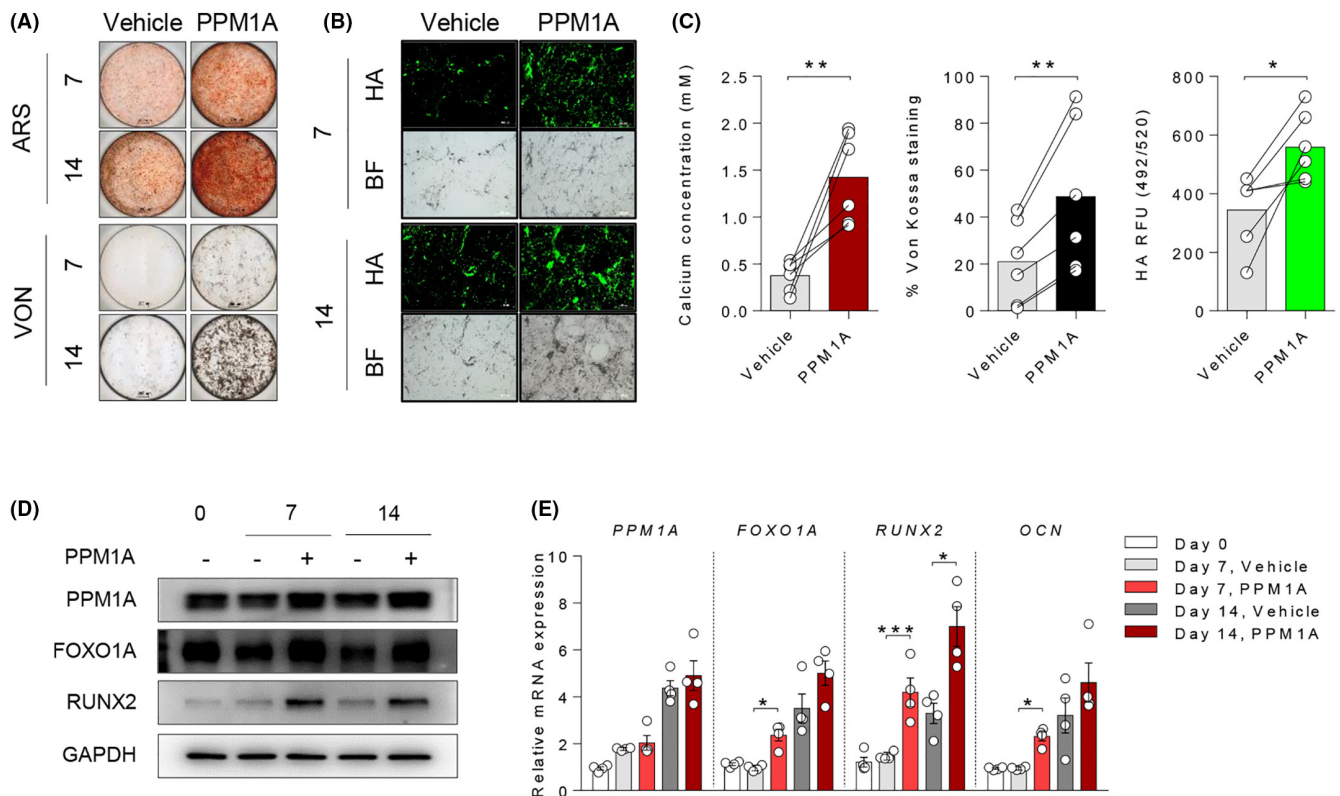 (A)
Vehicle PPM1A
ARS
7
14
VON
7
14
(B)
Vehicle PPM1A
7
HA
BF
14
HA
BF
(C)
Calcium concentration (mM)
2.5
2.0
1.5
1.0
0.5
0.0
**
Vehicle
PPM1A
% Von Kossa staining
100
80
60
40
20
0
**
Vehicle
PPM1A
HA RFU (492/520)
800
600
400
200
0
*
Vehicle
PPM1A
(D)
0 7 14
PPM1A - - + - +
PPM1A
FOXO1A
RUNX2
GAPDH
(E)
PPM1A FOXO1A RUNX2 OCN
Relative mRNA expression
10
8
6
4
2
0
*
***
*
*
Day 0
Day 7, Vehicle
Day 7, PPM1A
Day 14, Vehicle
Day 14, PPM1A